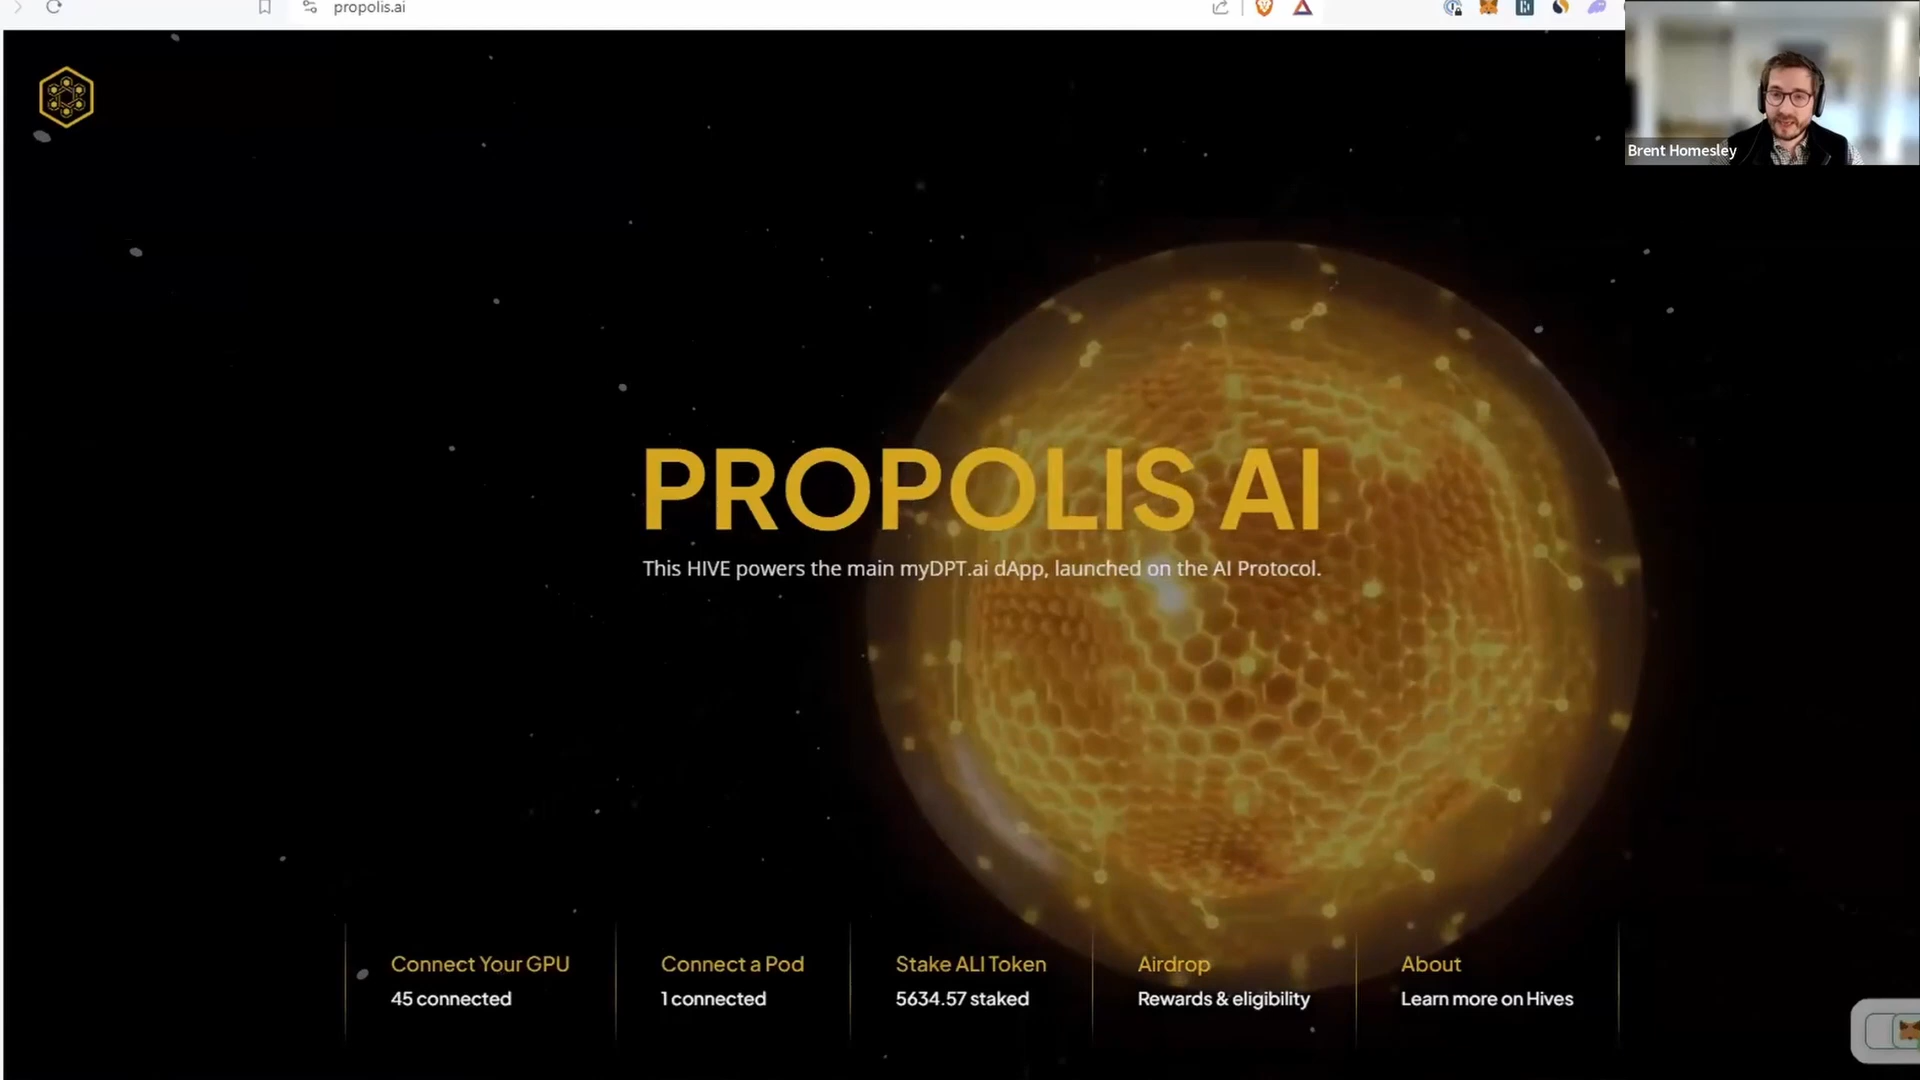 propolis.ai
Brent Homesley
PROPOLIS AI
This HIVE powers the main myDPT.ai dApp, launched on the AI Protocol.
Connect Your GPU
45 connected
Connect a Pod
1 connected
Stake ALI Token
5634.57 staked
Airdrop
Rewards & eligibility
About
Learn more on Hives